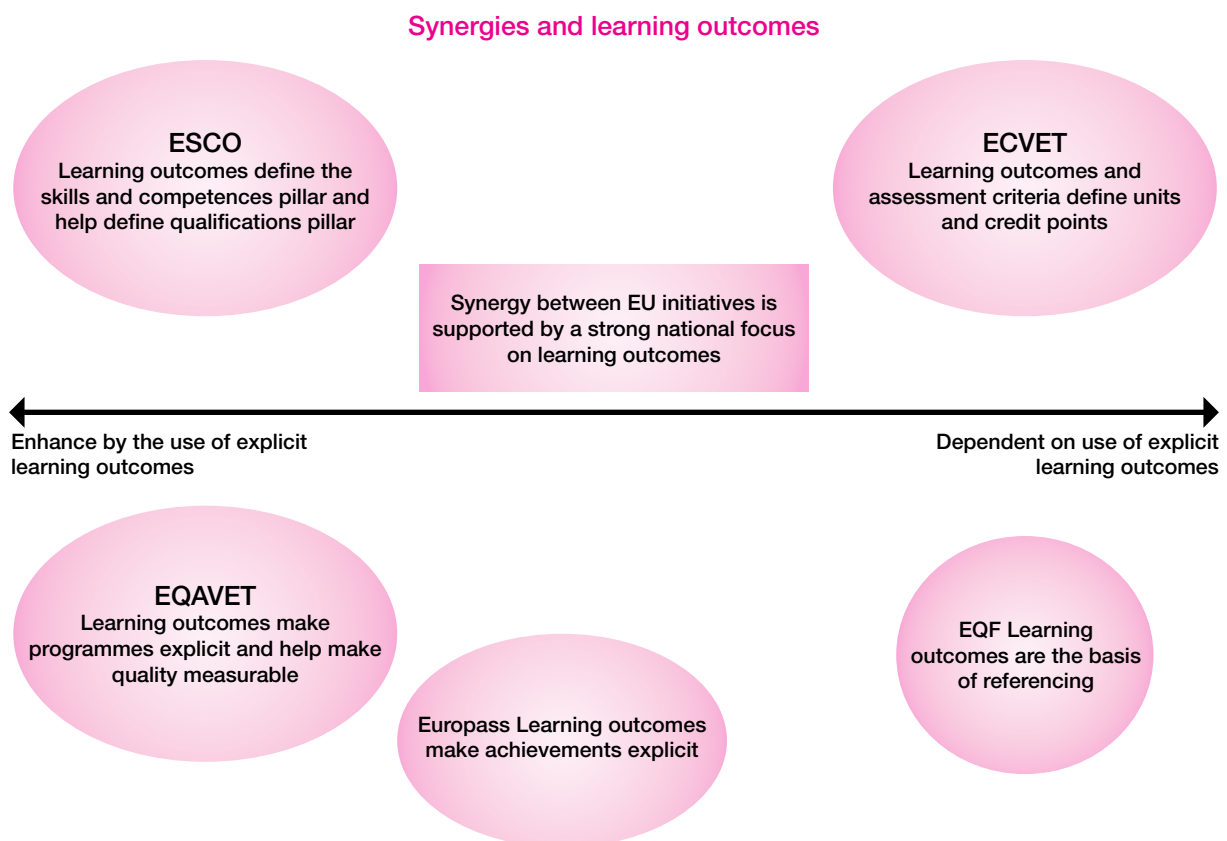 Synergies and learning outcomes
ESCO
Learning outcomes define the
skills and competences pillar and
help define qualifications pillar
ECVET
Learning outcomes and
assessment criteria define units
and credit points
Synergy between EU initiatives is
supported by a strong national focus
on learning outcomes
Enhance by the use of explicit
learning outcomes
Dependent on use of explicit
learning outcomes
EQAVET
Learning outcomes make
programmes explicit and help make
quality measurable
Europass Learning outcomes
make achievements explicit
EQF Learning
outcomes are the basis
of referencing